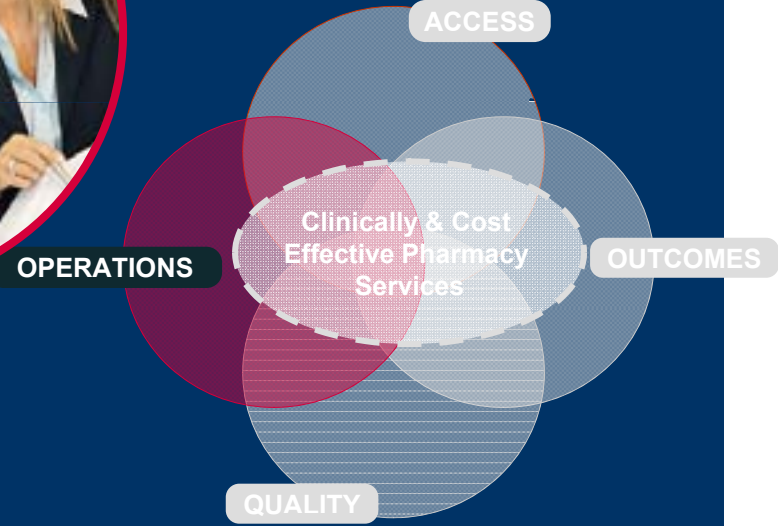 ACCESS
Clinically & Cost
Effective Pharmacy
Services
OPERATIONS
OUTCOMES
QUALITY